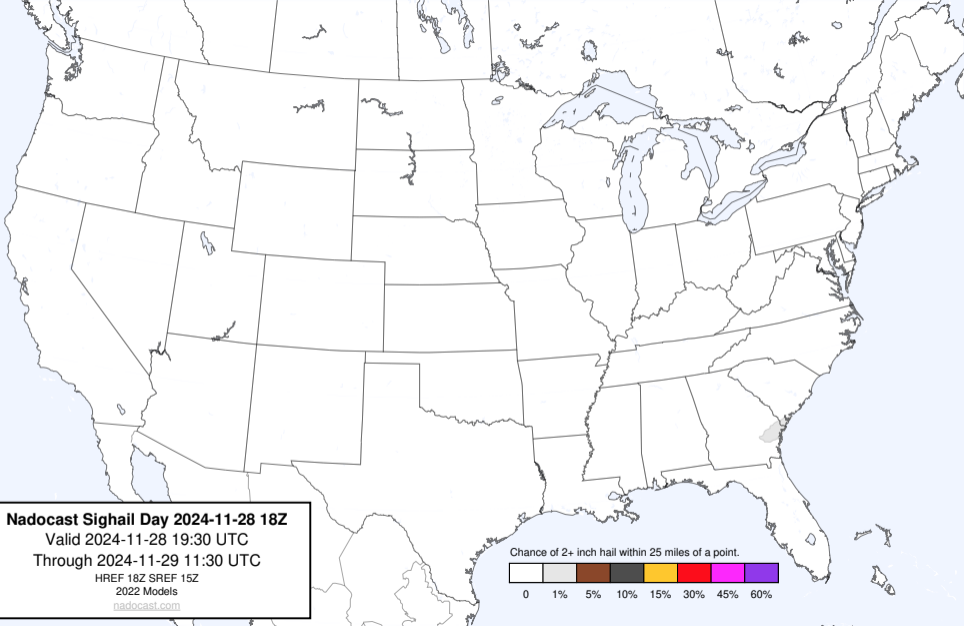 Nadocast Sighail Day 2024-11-28 18Z
Valid 2024-11-28 19:30 UTC
Through 2024-11-29 11:30 UTC
HREF 18Z SREF 15Z
2022 Models
nadocast.com
Chance of 2+ inch hail within 25 miles of a point.
0 1% 5% 10% 15% 30% 45% 60%